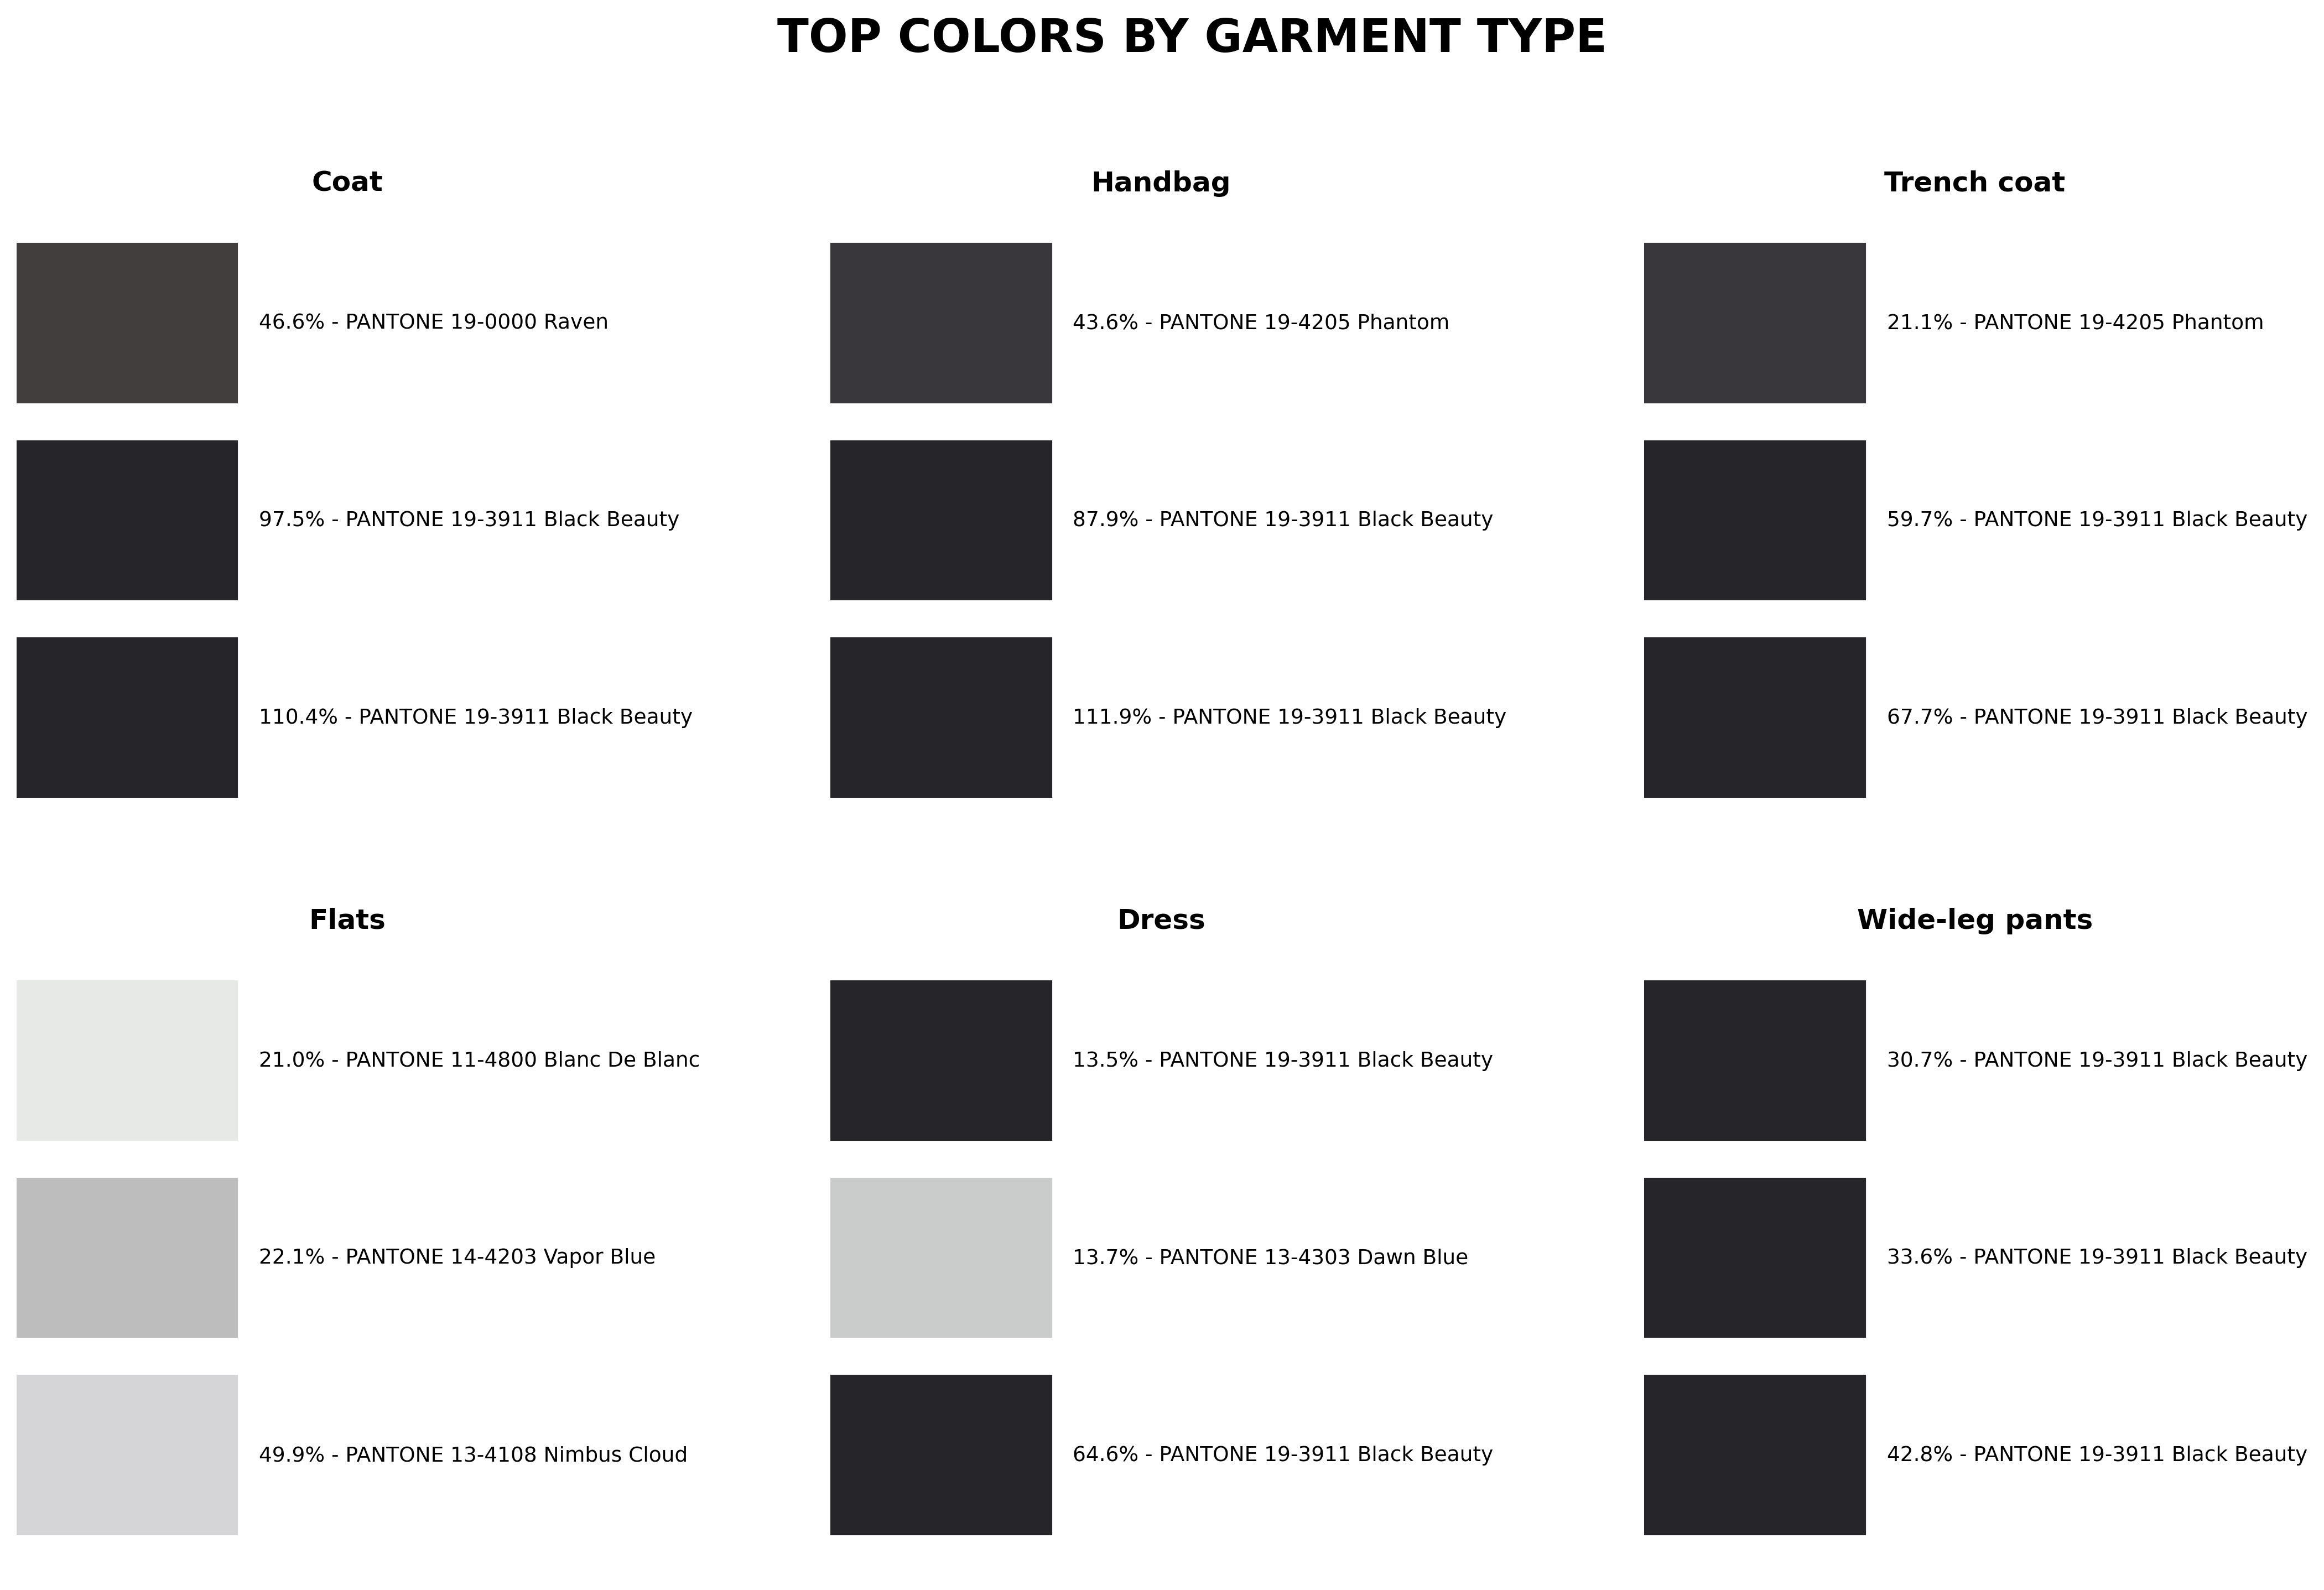 TOP COLORS BY GARMENT TYPE
Coat
46.6% - PANTONE 19-0000 Raven
97.5% - PANTONE 19-3911 Black Beauty
110.4% - PANTONE 19-3911 Black Beauty
Handbag
43.6% - PANTONE 19-4205 Phantom
87.9% - PANTONE 19-3911 Black Beauty
111.9% - PANTONE 19-3911 Black Beauty
Trench coat
21.1% - PANTONE 19-4205 Phantom
59.7% - PANTONE 19-3911 Black Beauty
67.7% - PANTONE 19-3911 Black Beauty
Flats
21.0% - PANTONE 11-4800 Blanc De Blanc
22.1% - PANTONE 14-4203 Vapor Blue
49.9% - PANTONE 13-4108 Nimbus Cloud
Dress
13.5% - PANTONE 19-3911 Black Beauty
13.7% - PANTONE 13-4303 Dawn Blue
64.6% - PANTONE 19-3911 Black Beauty
Wide-leg pants
30.7% - PANTONE 19-3911 Black Beauty
33.6% - PANTONE 19-3911 Black Beauty
42.8% - PANTONE 19-3911 Black Beauty